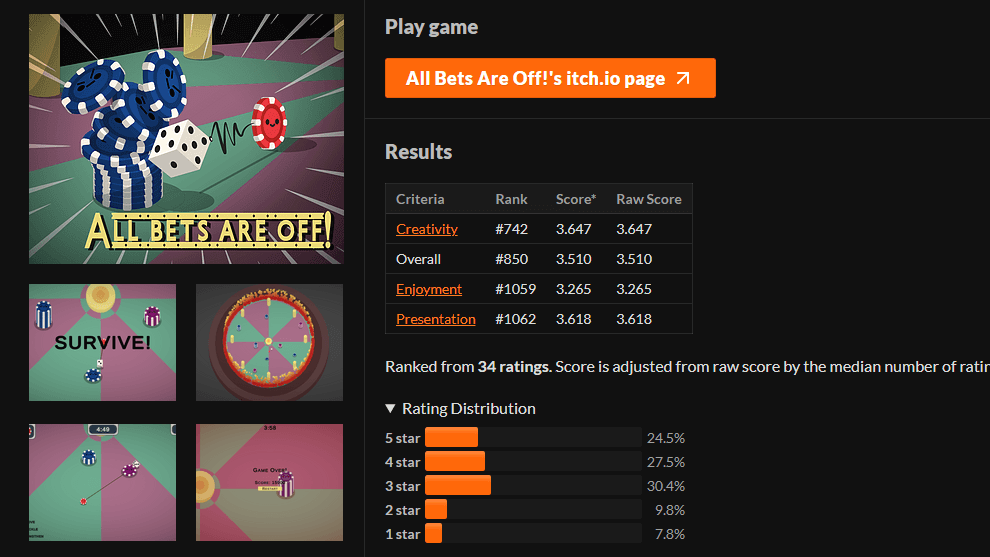 ALL BETS ARE OFF!
SURVIVE!
4:49
3:58
GAME OVER!
RESTART
Play game
All Bets Are Off!'s itch.io page
Results
Criteria Rank Score* Raw Score
Creativity #742 3.647 3.647
Overall #850 3.510 3.510
Enjoyment #1059 3.265 3.265
Presentation #1062 3.618 3.618
Ranked from 34 ratings. Score is adjusted from raw score by the median number of ratin
▼ Rating Distribution
5 star 24.5%
4 star 27.5%
3 star 30.4%
2 star 9.8%
1 star 7.8%